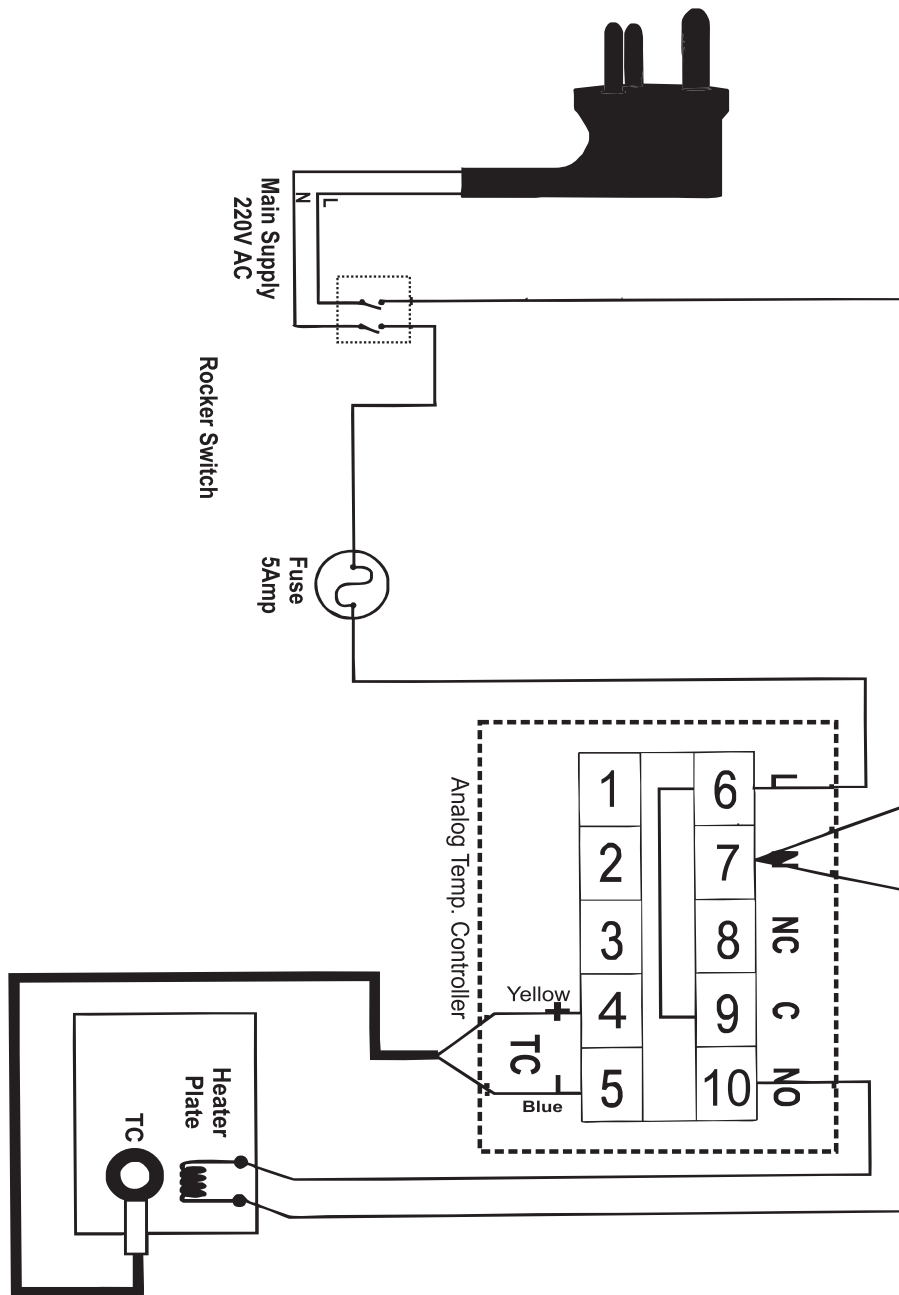 Main Supply
220V AC
N
L
Rocker Switch
Fuse
5Amp
Analog Temp. Controller
1
2
3
4
5
6
7
8
9
10
L
N
NC
C
NO
Yellow
+
TC
-
Blue
Heater
Plate
TC